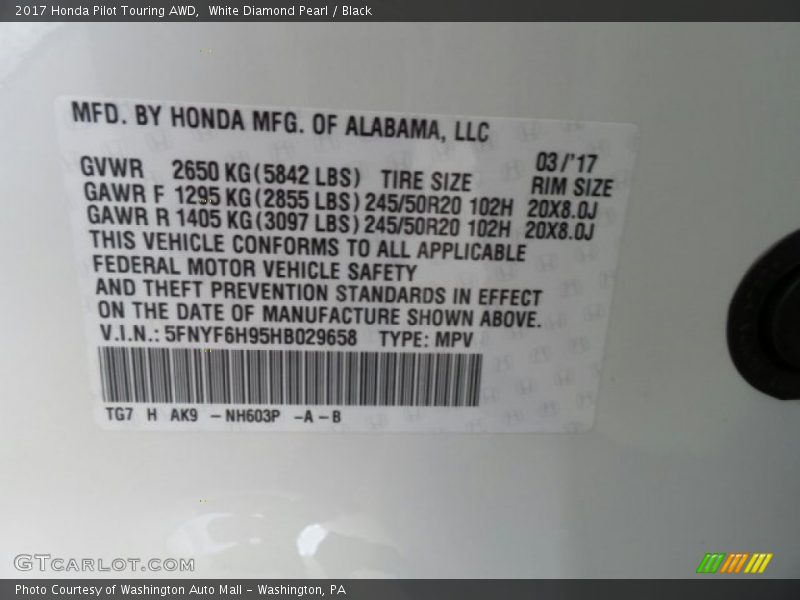 2017 Honda Pilot Touring AWD, White Diamond Pearl / Black
MFD. BY HONDA MFG. OF ALABAMA, LLC
03/'17
GVWR 2650 KG (5842 LBS) TIRE SIZE RIM SIZE
GAWR F 1295 KG (2855 LBS) 245/50R20 102H 20X8.0J
GAWR R 1405 KG (3097 LBS) 245/50R20 102H 20X8.0J
THIS VEHICLE CONFORMS TO ALL APPLICABLE
FEDERAL MOTOR VEHICLE SAFETY
AND THEFT PREVENTION STANDARDS IN EFFECT
ON THE DATE OF MANUFACTURE SHOWN ABOVE.
V.I.N.: 5FNYF6H95HB029658 TYPE: MPV
TG7 H AK9 – NH603P – A – B
GTCARLOT.COM
Photo Courtesy of Washington Auto Mall – Washington, PA